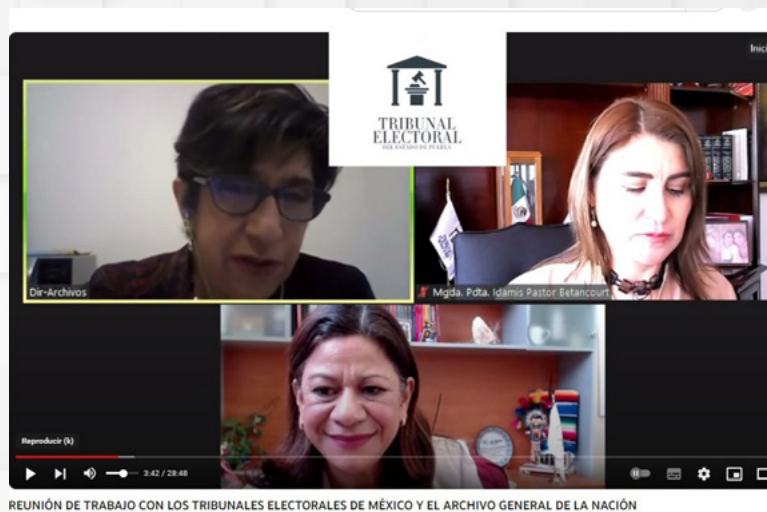 Inici
TRIBUNAL
ELECTORAL
DEL ESTADO DE PUEBLA
Dir-Archivos
Mgda. Pdta. Idamis Pastor Betancourt
Reproducir (k)
3:42 / 28:48
REUNIÓN DE TRABAJO CON LOS TRIBUNALES ELECTORALES DE MÉXICO Y EL ARCHIVO GENERAL DE LA NACIÓN